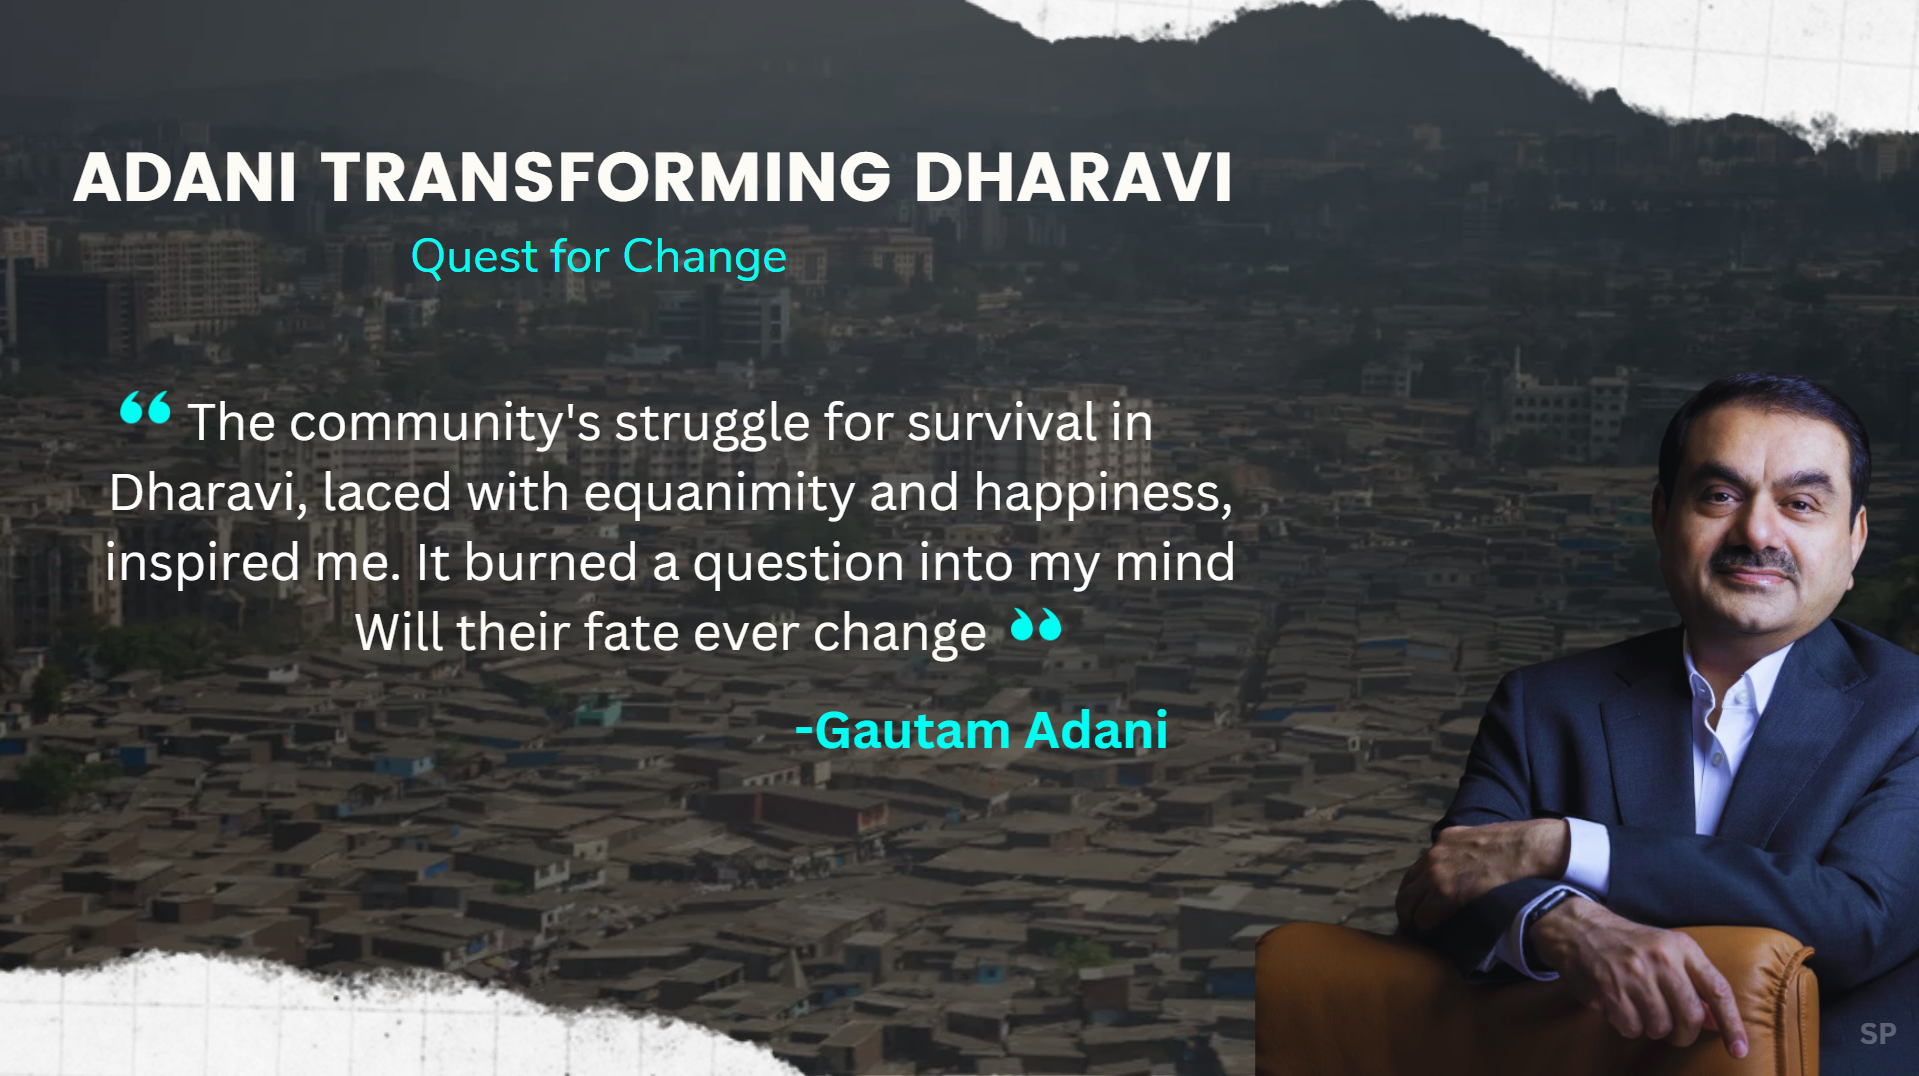 ADANI TRANSFORMING DHARAVI
Quest for Change
“ The community's struggle for survival in
Dharavi, laced with equanimity and happiness,
inspired me. It burned a question into my mind
Will their fate ever change ”
-Gautam Adani
SP